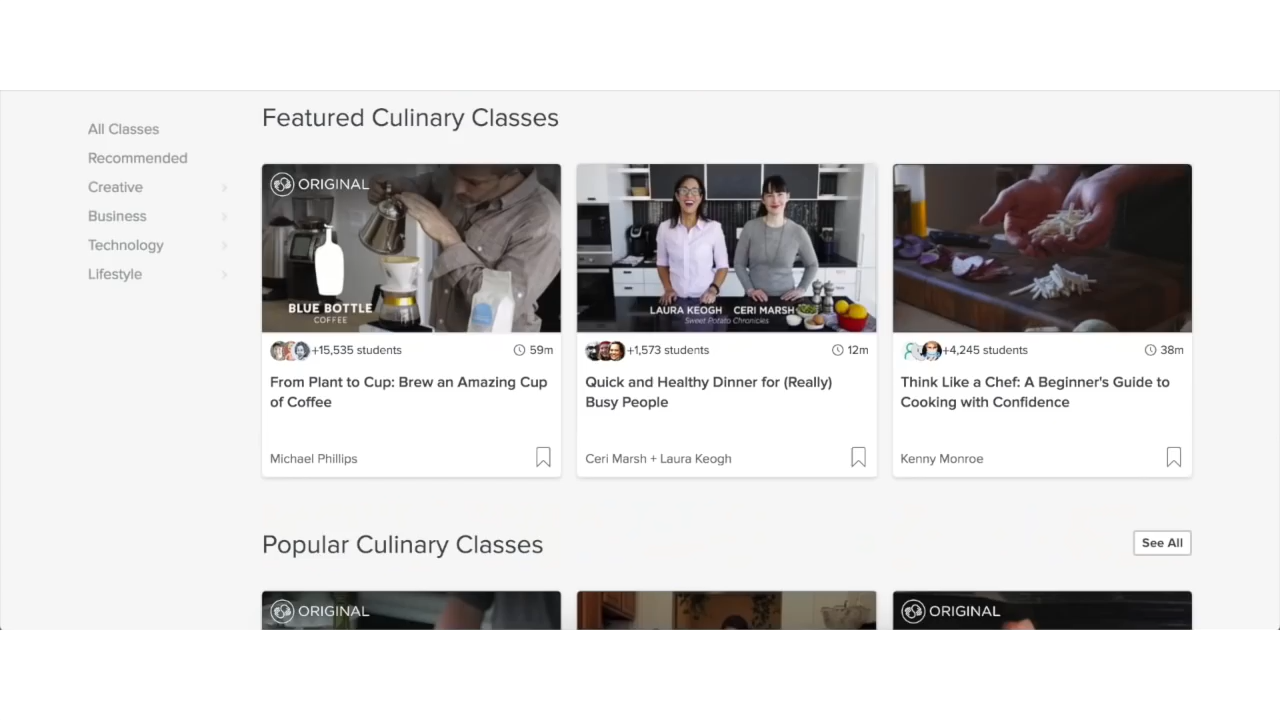 All Classes
Recommended
Creative
Business
Technology
Lifestyle
Featured Culinary Classes
ORIGINAL
BLUE BOTTLE
COFFEE
+15,535 students
59m
From Plant to Cup: Brew an Amazing Cup
of Coffee
Michael Phillips
LAURA KEOGH CERI MARSH
Sweet Potato Chronicles
+1,573 students
12m
Quick and Healthy Dinner for (Really)
Busy People
Ceri Marsh + Laura Keogh
+4,245 students
38m
Think Like a Chef: A Beginner's Guide to
Cooking with Confidence
Kenny Monroe
Popular Culinary Classes
See All
ORIGINAL
ORIGINAL